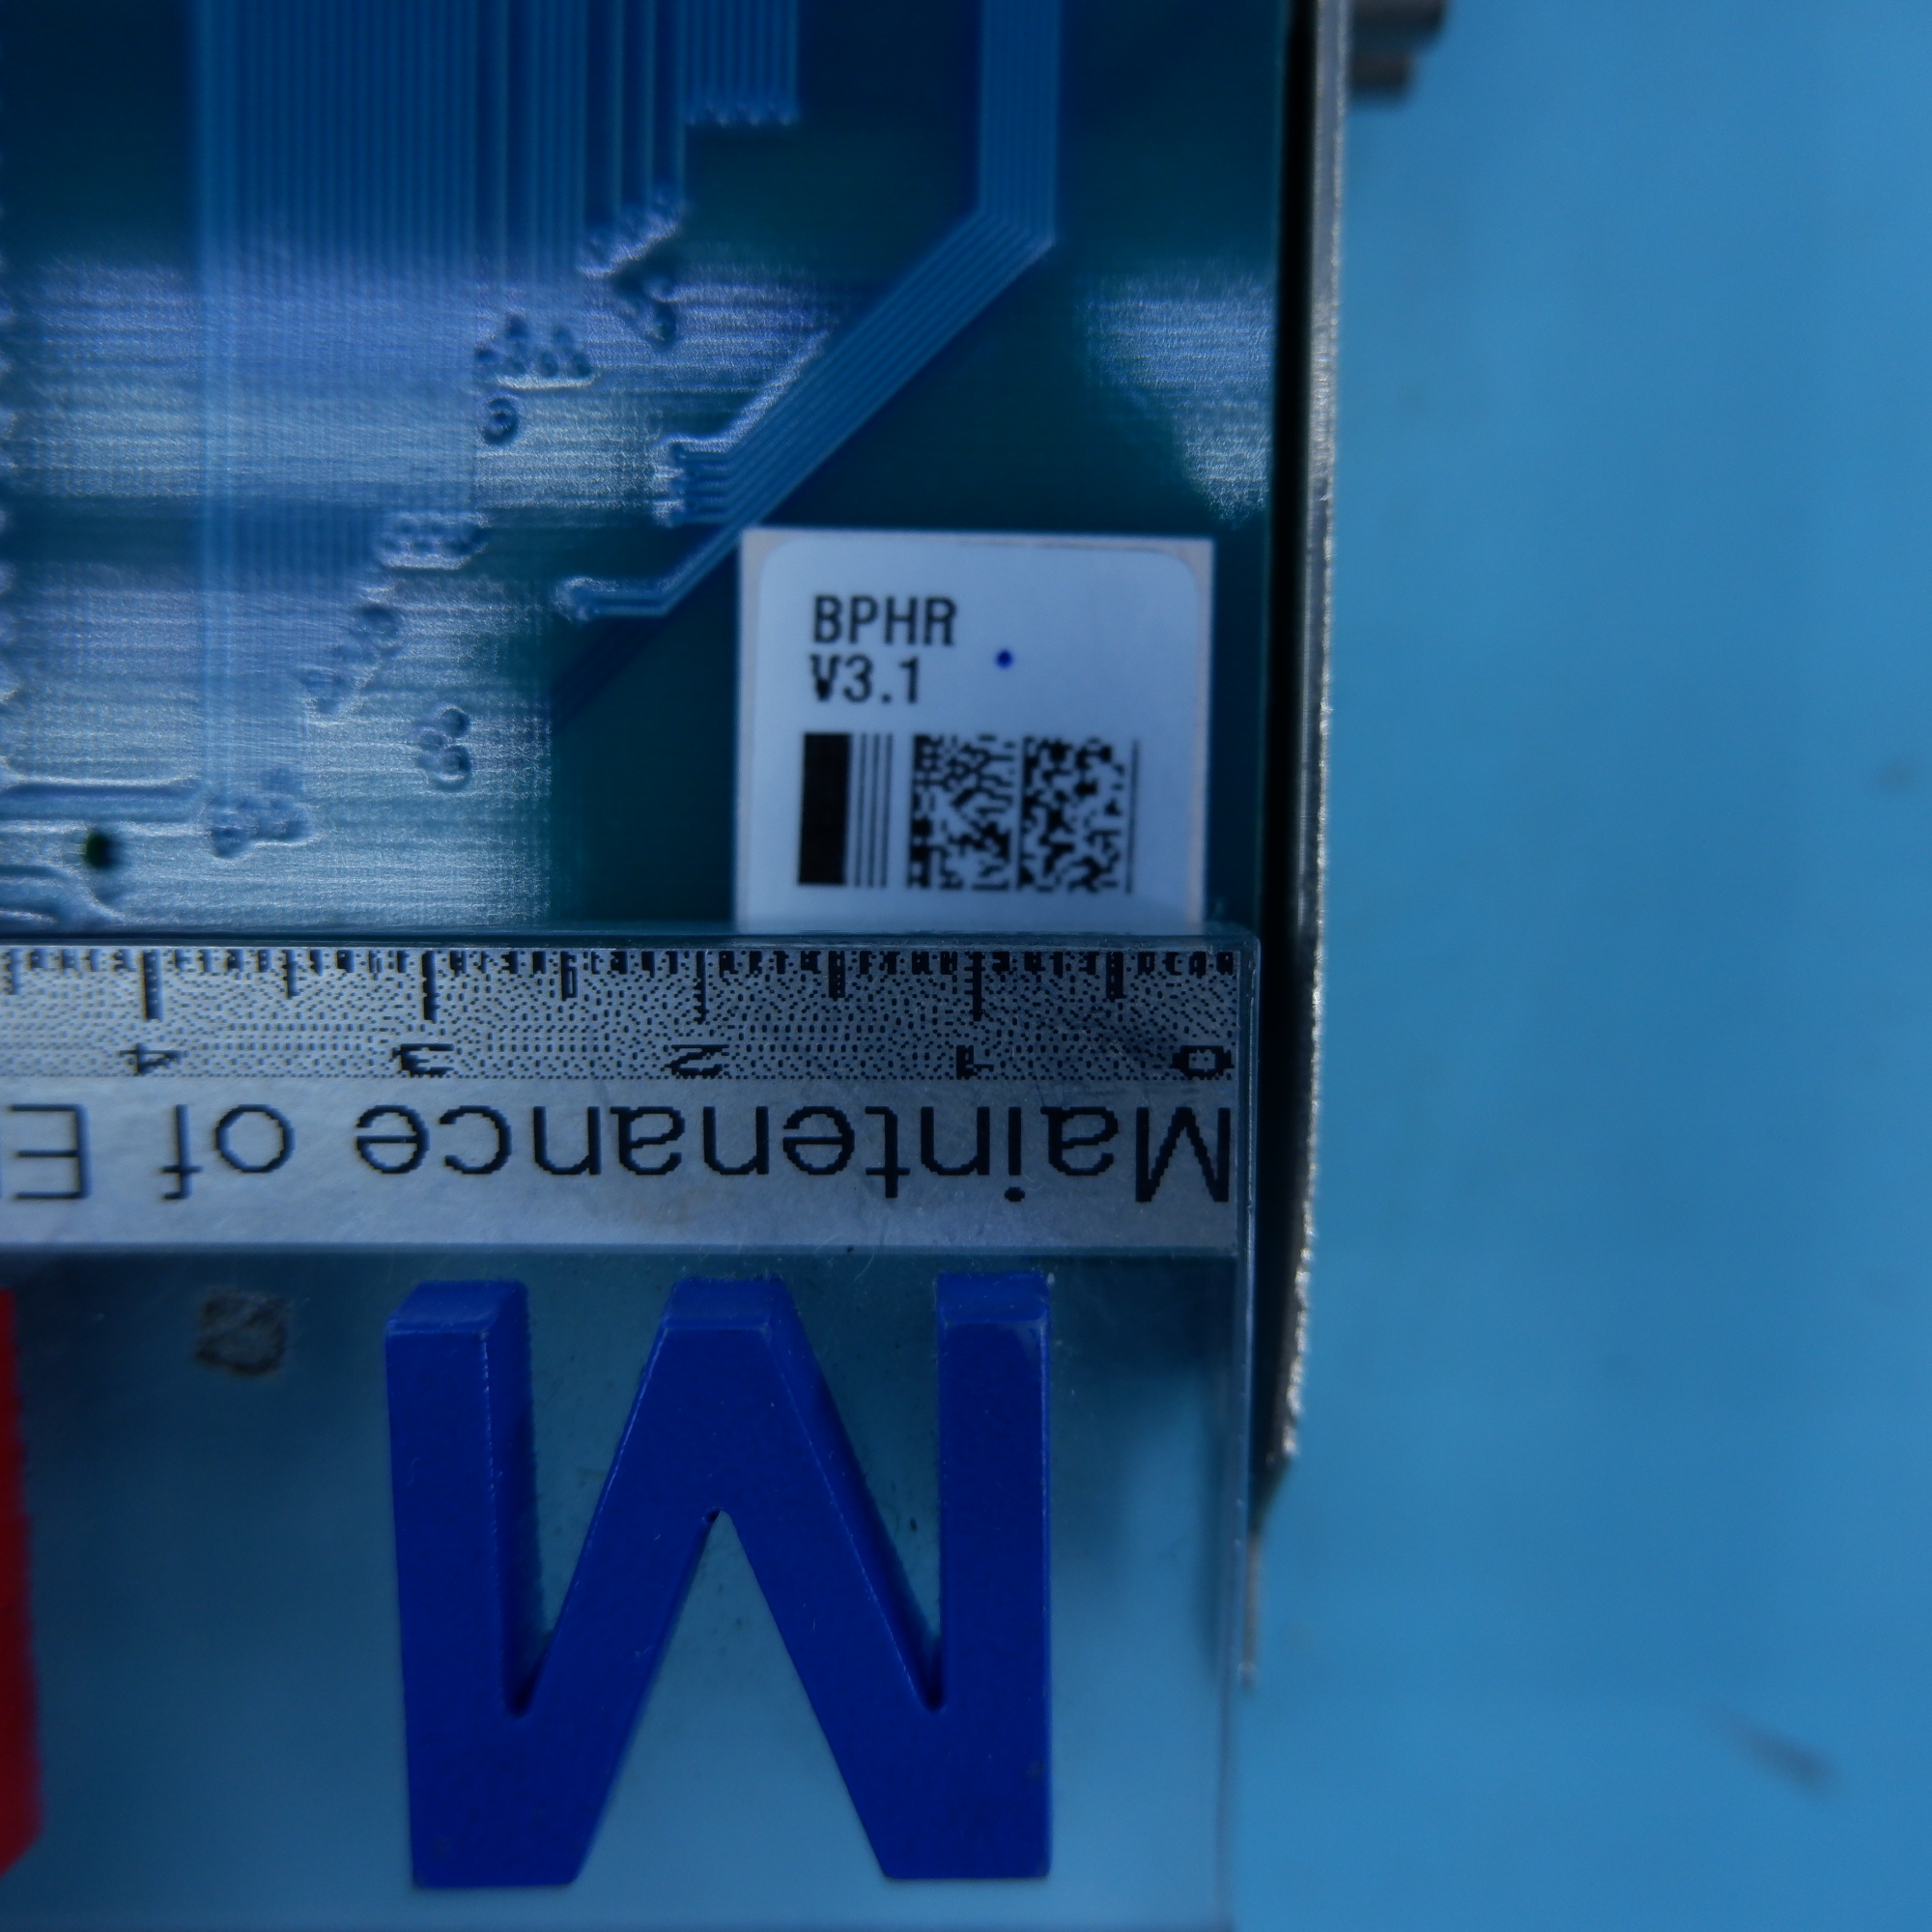 BPHR
V3.1
0 1 2 3 4
Maintenance of E
M